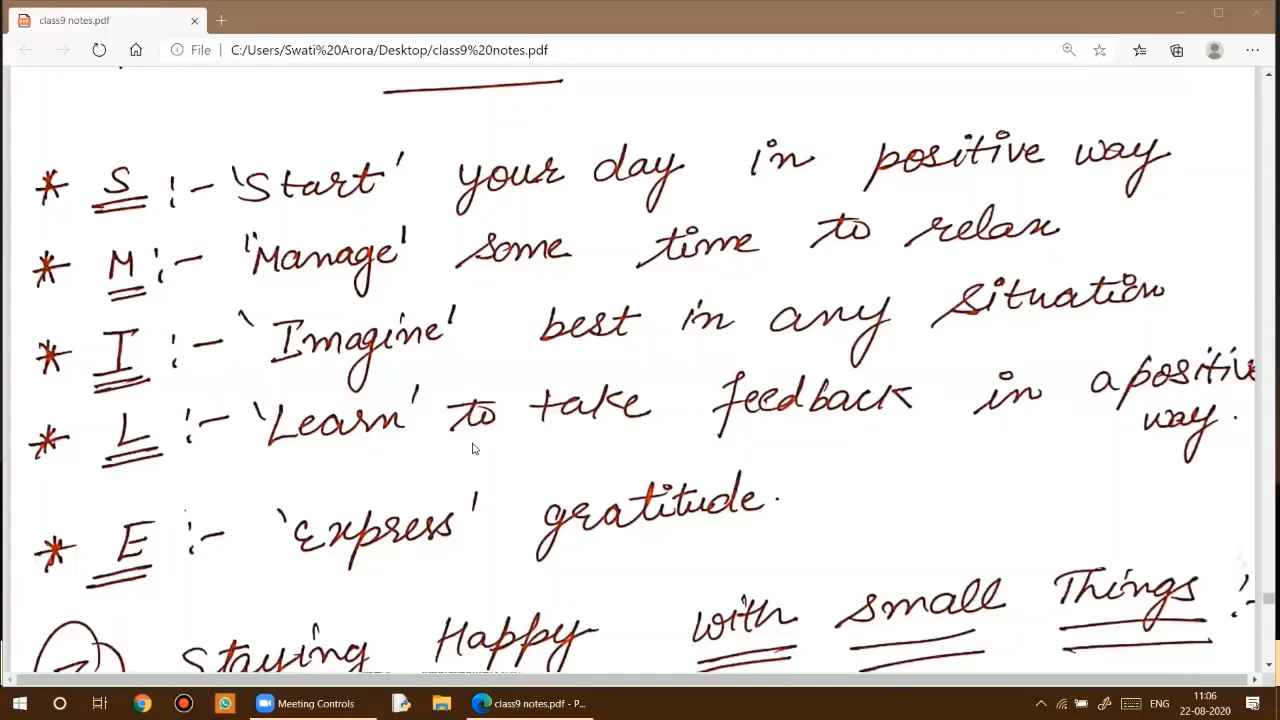 class9 notes.pdf
File C:/Users/Swati%20Arora/Desktop/class9%20notes.pdf
* S :- 'Start' your day in positive way
* M :- 'Manage' some time to relax
* I :- 'Imagine' best in any situation
* L :- 'Learn' to take feedback in a positive
way.
* E :- 'Express' gratitude.
Staying Happy with small Things :-
Meeting Controls
class9 notes.pdf - P...
ENG
11:06
22-08-2020